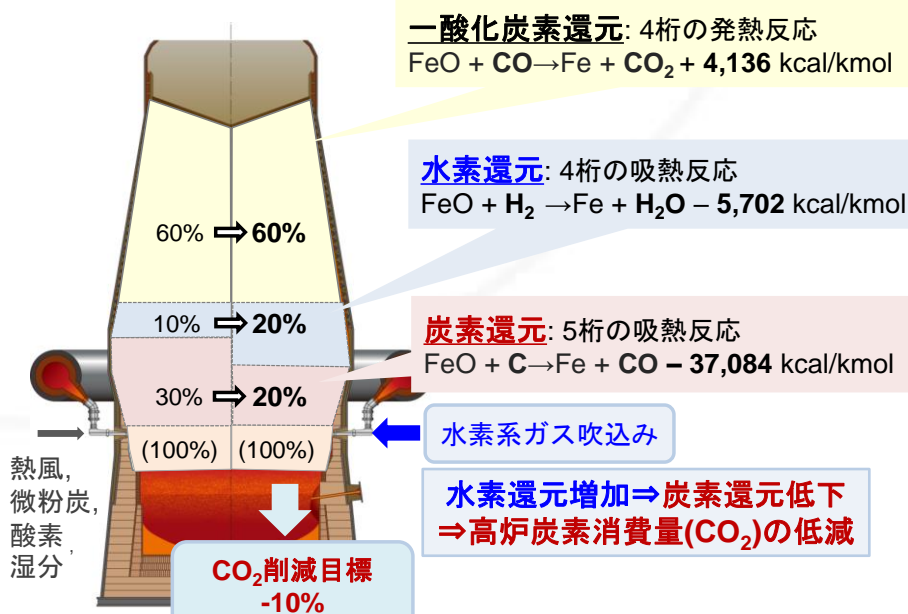 一酸化炭素還元: 4桁の発熱反応
FeO + CO→Fe + CO₂ + 4,136 kcal/kmol
水素還元: 4桁の吸熱反応
FeO + H₂ →Fe + H₂O – 5,702 kcal/kmol
炭素還元: 5桁の吸熱反応
FeO + C→Fe + CO – 37,084 kcal/kmol
60% ⇨ 60%
10% ⇨ 20%
30% ⇨ 20%
(100%) (100%)
熱風,
微粉炭,
酸素,
湿分
水素系ガス吹込み
水素還元増加⇒炭素還元低下
⇒高炉炭素消費量(CO₂)の低減
CO₂削減目標
-10%